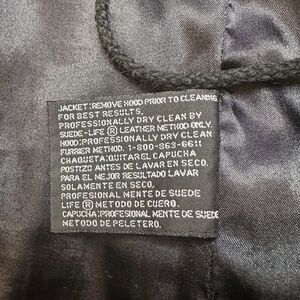 JACKET:REMOVE HOOD PRIOR TO CLEANING.
FOR BEST RESULTS,
PROFESSIONALLY DRY CLEAN BY
SUEDE-LIFE ® LEATHER METHOD ONLY.
HOOD:PROFESSIONALLY DRY CLEAN
FURRIER METHOD. 1-800-863-6611
CHAQUETA:QUITAREL CAPUCHA
POSTIZO ANTES DE LAVAR EN SECO.
PARA EL MEJOR RESULTADO LAVAR
SOLAMENTE EN SECO,
PROFESIONAL MENTE DE SUEDE
LIFE ® METODO DE CUERO.
CAPUCHA:PROFESIONAL MENTE DE SUEDE
METODO DE PELETERO.